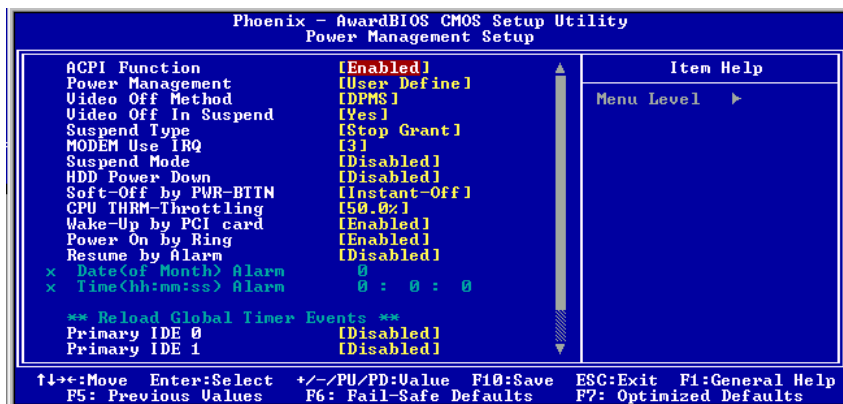 Phoenix - AwardBIOS CMOS Setup Utility
Power Management Setup
ACPI Function [Enabled]
Power Management [User Define]
Video Off Method [DPMS]
Video Off In Suspend [Yes]
Suspend Type [Stop Grant]
MODEM Use IRQ [3]
Suspend Mode [Disabled]
HDD Power Down [Disabled]
Soft-Off by PWR-BTTN [Instant-Off]
CPU THRM-Throttling [50.0%]
Wake-Up by PCI card [Enabled]
Power On by Ring [Enabled]
Resume by Alarm [Disabled]
x Date(of Month) Alarm 0
x Time(hh:mm:ss) Alarm 0 : 0 : 0
** Reload Global Timer Events **
Primary IDE 0 [Disabled]
Primary IDE 1 [Disabled]
Item Help
Menu Level ►
↑↓→←:Move Enter:Select +/-/PU/PD:Value F10:Save ESC:Exit F1:General Help
F5: Previous Values F6: Fail-Safe Defaults F7: Optimized Defaults